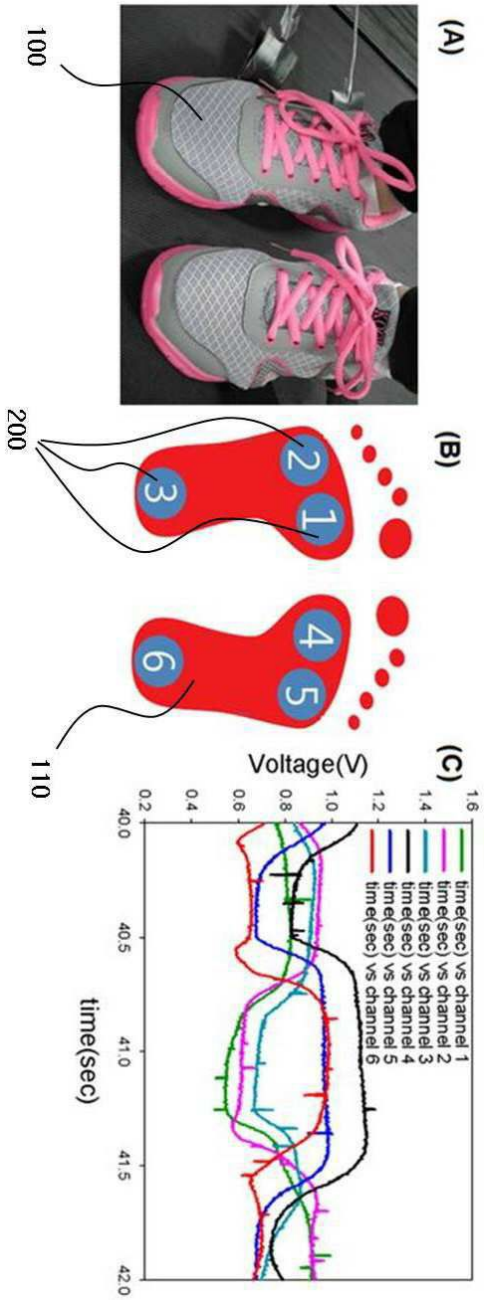 (A)
100
(B)
200
2
1
3
4
5
6
110
(C)
Voltage(V)
1.6
1.4
1.2
1.0
0.8
0.6
0.4
0.2
time(sec) vs channel 1
time(sec) vs channel 2
time(sec) vs channel 3
time(sec) vs channel 4
time(sec) vs channel 5
time(sec) vs channel 6
40.0
40.5
41.0
41.5
42.0
time(sec)